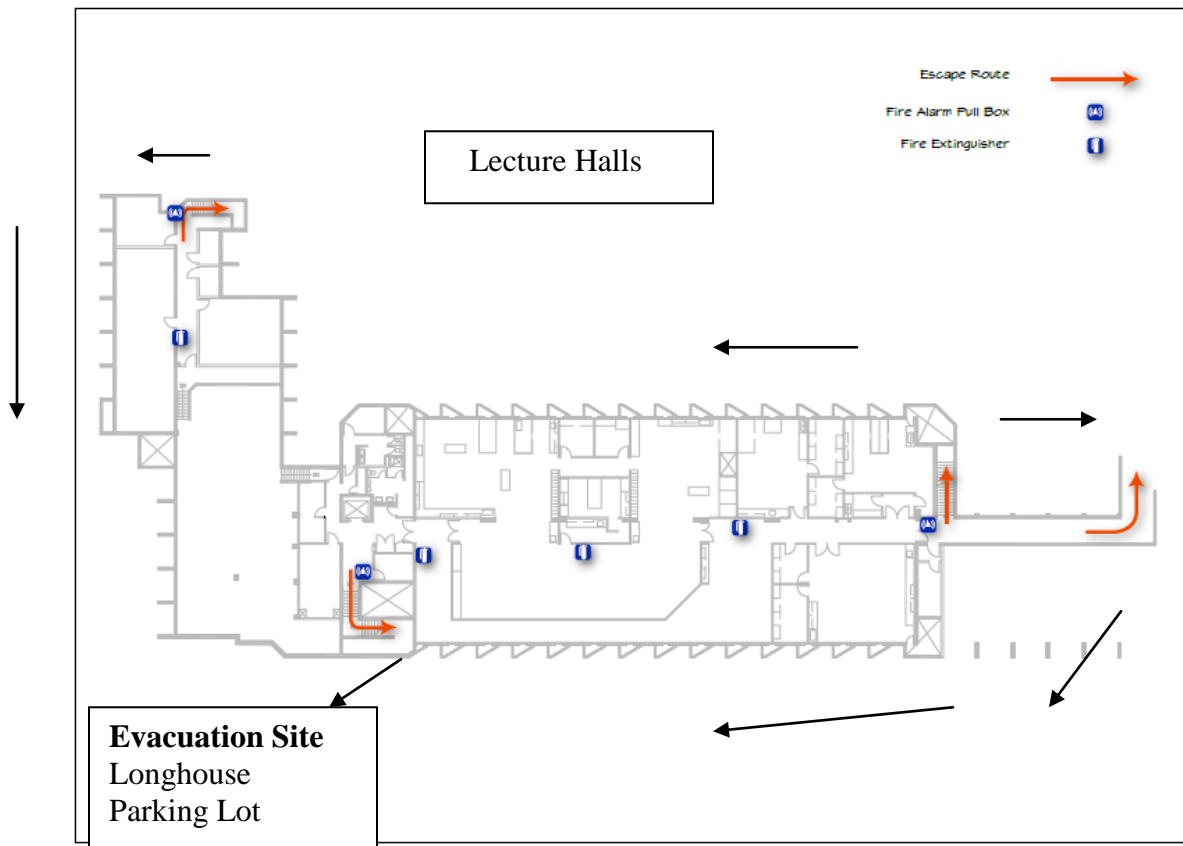 Escape Route
Fire Alarm Pull Box
Fire Extinguisher
Lecture Halls
Evacuation Site
Longhouse
Parking Lot